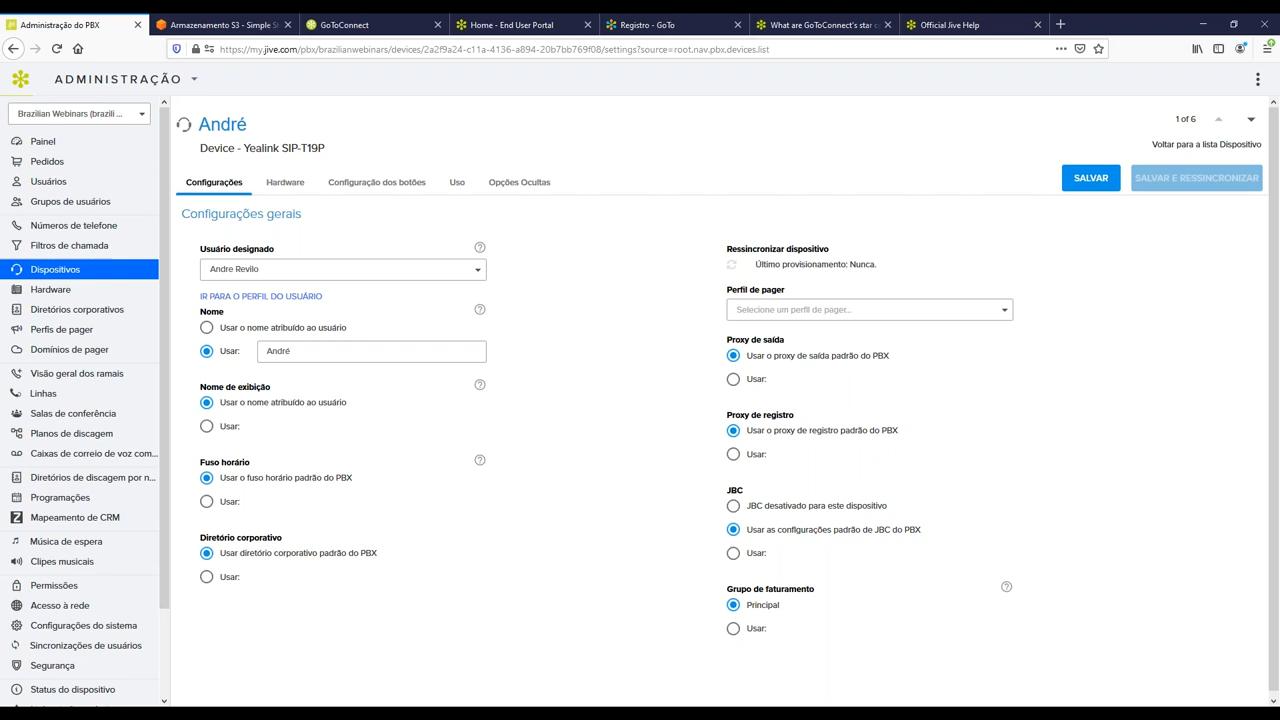 Administração do PBX
Armazenamento S3 - Simple St
GoToConnect
Home - End User Portal
Registro - GoTo
What are GoToConnect's star co
Official Jive Help
https://my.jive.com/pbx/brazilianwebinars/devices/2a2f9a24-c11a-4136-a894-20b7bb769f08/settings?source=root.nav.pbx.devices.list
ADMINISTRAÇÃO
Brazilian Webinars (brazili ...
Painel
Pedidos
Usuários
Grupos de usuários
Números de telefone
Filtros de chamada
Dispositivos
Hardware
Diretórios corporativos
Perfis de pager
Domínios de pager
Visão geral dos ramais
Linhas
Salas de conferência
Planos de discagem
Caixas de correio de voz com...
Diretórios de discagem por n...
Programações
Mapeamento de CRM
Música de espera
Clipes musicais
Permissões
Acesso à rede
Configurações do sistema
Sincronizações de usuários
Segurança
Status do dispositivo
André
Device - Yealink SIP-T19P
1 of 6
Voltar para a lista Dispositivo
Configurações
Hardware
Configuração dos botões
Uso
Opções Ocultas
SALVAR
SALVAR E RESSINCRONIZAR
Configurações gerais
Usuário designado
Andre Revilo
IR PARA O PERFIL DO USUÁRIO
Nome
Usar o nome atribuído ao usuário
Usar:
André
Nome de exibição
Usar o nome atribuído ao usuário
Usar:
Fuso horário
Usar o fuso horário padrão do PBX
Usar:
Diretório corporativo
Usar diretório corporativo padrão do PBX
Usar:
Ressincronizar dispositivo
Último provisionamento: Nunca.
Perfil de pager
Selecione um perfil de pager...
Proxy de saída
Usar o proxy de saída padrão do PBX
Usar:
Proxy de registro
Usar o proxy de registro padrão do PBX
Usar:
JBC
JBC desativado para este dispositivo
Usar as configurações padrão de JBC do PBX
Usar:
Grupo de faturamento
Principal
Usar: